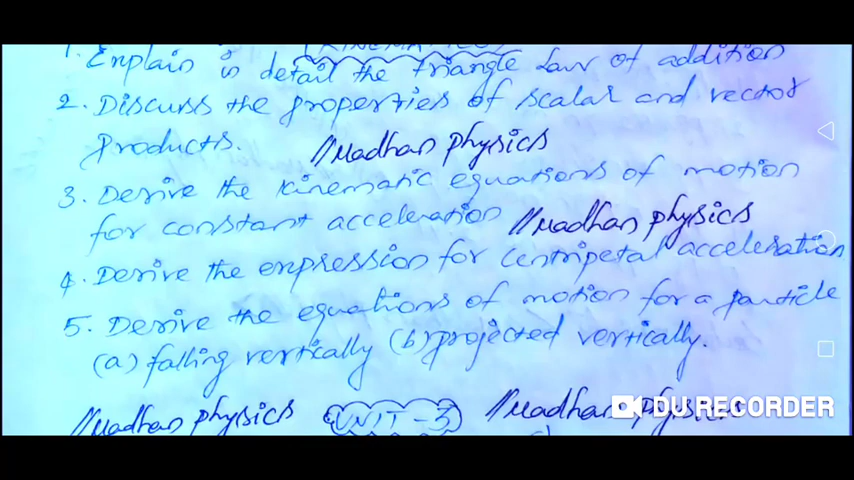 (KINEMATICS)
1. Explain in detail the triangle law of addition
2. Discuss the properties of scalar and vector
products. //Madhan physics
3. Derive the kinematic equations of motion
for constant acceleration //Madhan physics
4. Derive the expression for centripetal acceleration
5. Derive the equations of motion for a particle
(a) falling vertically (b) projected vertically.
//Madhan physics UNIT-3 //Madhan physics
DU RECORDER